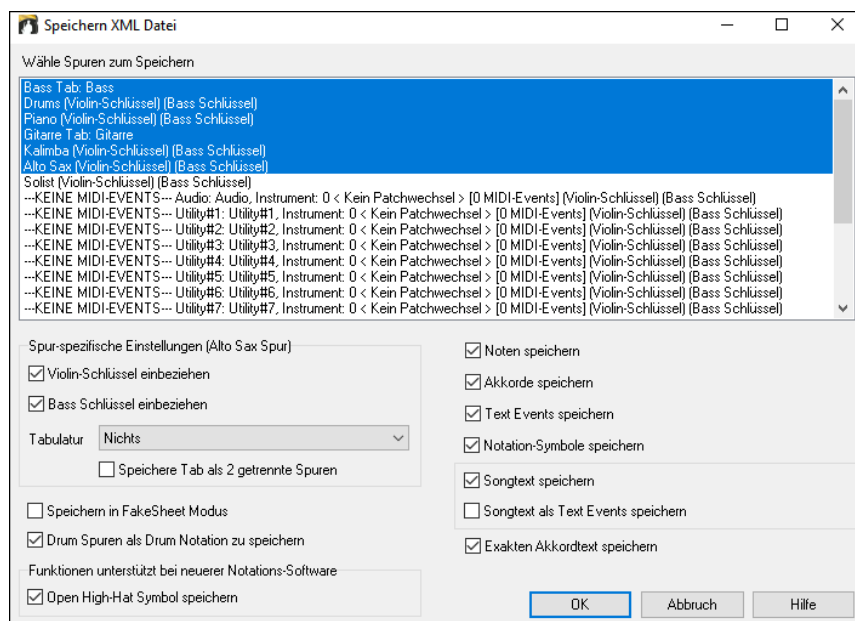 Speichern XML Datei
Wähle Spuren zum Speichern
Bass Tab: Bass
Drums (Violin-Schlüssel) (Bass Schlüssel)
Piano (Violin-Schlüssel) (Bass Schlüssel)
Gitarre Tab: Gitarre
Kalimba (Violin-Schlüssel) (Bass Schlüssel)
Alto Sax (Violin-Schlüssel) (Bass Schlüssel)
Solist (Violin-Schlüssel) (Bass Schlüssel)
---KEINE MIDI-EVENTS--- Audio: Audio, Instrument: 0 < Kein Patchwechsel > [0 MIDI-Events] (Violin-Schlüssel) (Bass Schlüssel)
---KEINE MIDI-EVENTS--- Utility#1: Utility#1, Instrument: 0 < Kein Patchwechsel > [0 MIDI-Events] (Violin-Schlüssel) (Bass Schlüssel)
---KEINE MIDI-EVENTS--- Utility#2: Utility#2, Instrument: 0 < Kein Patchwechsel > [0 MIDI-Events] (Violin-Schlüssel) (Bass Schlüssel)
---KEINE MIDI-EVENTS--- Utility#3: Utility#3, Instrument: 0 < Kein Patchwechsel > [0 MIDI-Events] (Violin-Schlüssel) (Bass Schlüssel)
---KEINE MIDI-EVENTS--- Utility#4: Utility#4, Instrument: 0 < Kein Patchwechsel > [0 MIDI-Events] (Violin-Schlüssel) (Bass Schlüssel)
---KEINE MIDI-EVENTS--- Utility#5: Utility#5, Instrument: 0 < Kein Patchwechsel > [0 MIDI-Events] (Violin-Schlüssel) (Bass Schlüssel)
---KEINE MIDI-EVENTS--- Utility#6: Utility#6, Instrument: 0 < Kein Patchwechsel > [0 MIDI-Events] (Violin-Schlüssel) (Bass Schlüssel)
---KEINE MIDI-EVENTS--- Utility#7: Utility#7, Instrument: 0 < Kein Patchwechsel > [0 MIDI-Events] (Violin-Schlüssel) (Bass Schlüssel)
Spur-spezifische Einstellungen (Alto Sax Spur)
Violin-Schlüssel einbeziehen
Bass Schlüssel einbeziehen
Tabulatur Nichts
Speichere Tab als 2 getrennte Spuren
Speichern in FakeSheet Modus
Drum Spuren als Drum Notation zu speichern
Funktionen unterstützt bei neuerer Notations-Software
Open High-Hat Symbol speichern
Noten speichern
Akkorde speichern
Text Events speichern
Notation-Symbole speichern
Songtext speichern
Songtext als Text Events speichern
Exakten Akkordtext speichern
OK Abbruch Hilfe